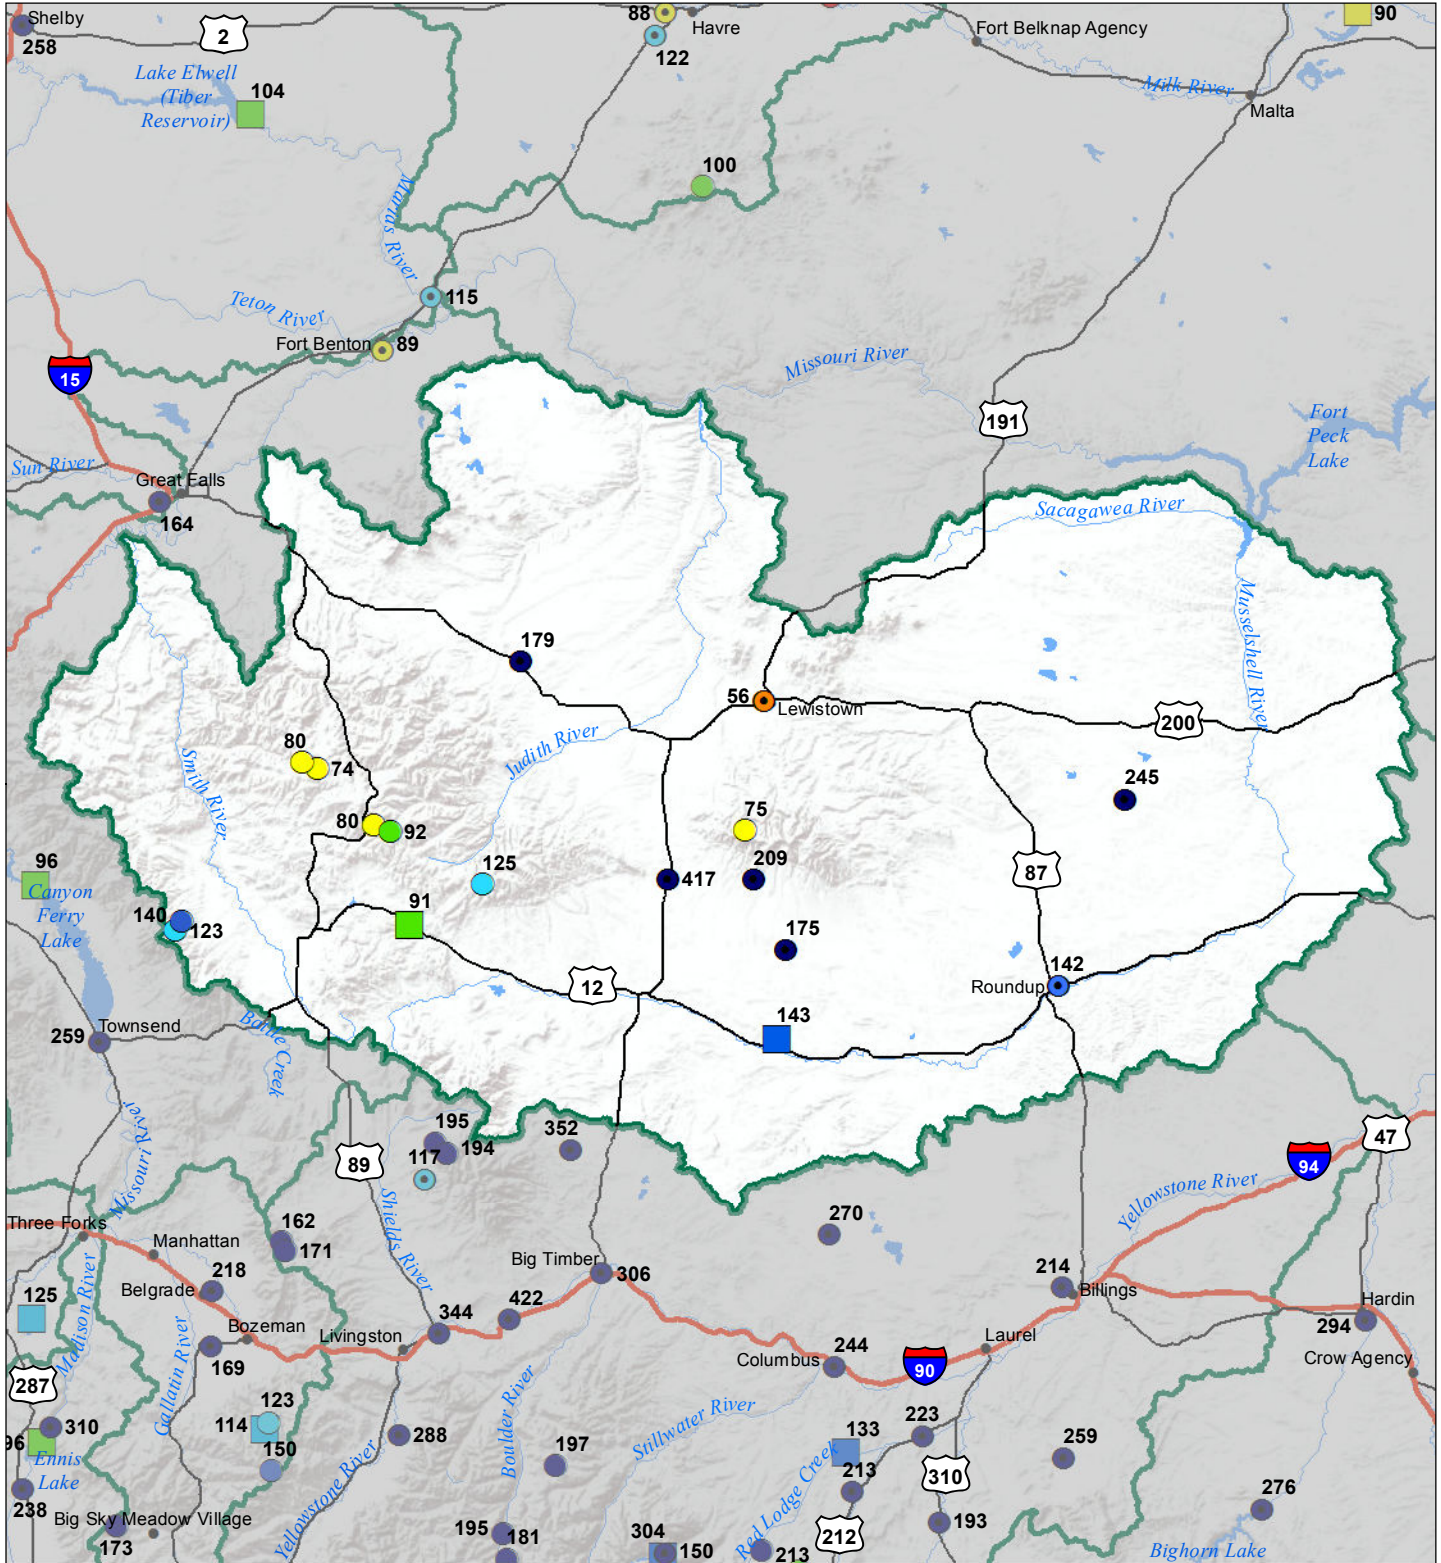 Shelby
258
2
88
Havre
122
Fort Belknap Agency
90
Lake Elwell
(Tiber
Reservoir)
104
Milk River
Malta
100
Marias River
115
Teton River
Fort Benton
89
15
Missouri River
191
Fort
Peck
Lake
Sun River
Great Falls
164
Sacagawea River
Musselshell River
179
56
Lewistown
200
80
74
Judith River
Smith River
245
80
92
75
87
96
Canyon
Ferry
Lake
125
417
209
91
140
123
175
142
Roundup
12
143
259
Townsend
Battle Creek
Missouri River
195
194
352
117
89
47
94
Yellowstone River
Shields River
Three Forks
162
171
Manhattan
270
Big Timber
306
218
Belgrade
214
Billings
125
Madison River
Bozeman
422
344
Livingston
Hardin
294
169
Gallatin River
Laurel
Columbus
244
90
Crow Agency
287
Boulder River
Stillwater River
123
114
310
96
288
133
223
Ennis
Lake
150
197
Red Lodge Creek
310
259
213
238
Yellowstone River
276
Big Sky Meadow Village
173
195
181
304
150
213
212
193
Bighorn Lake